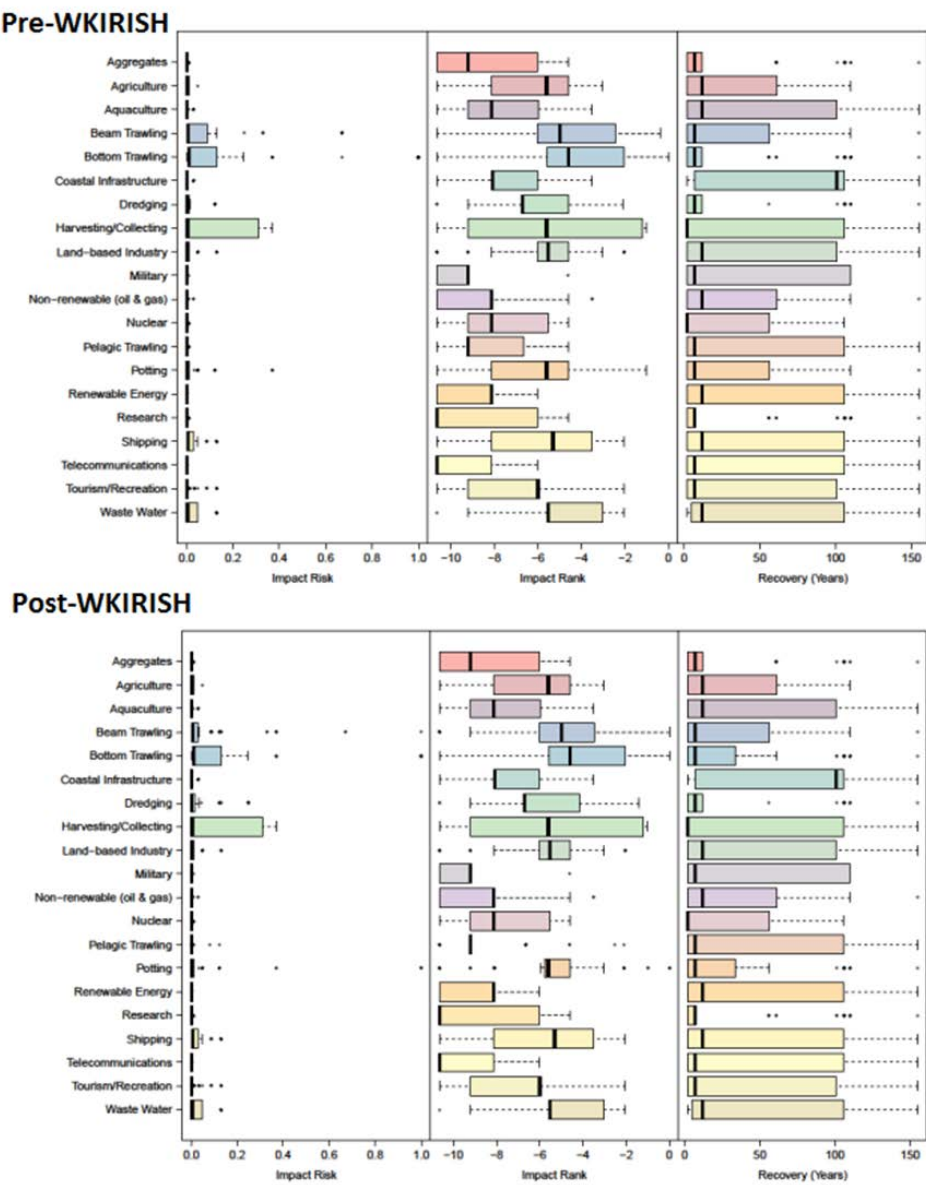 Pre-WKIRISH
Aggregates
Agriculture
Aquaculture
Beam Trawling
Bottom Trawling
Coastal Infrastructure
Dredging
Harvesting/Collecting
Land−based Industry
Military
Non−renewable (oil & gas)
Nuclear
Pelagic Trawling
Potting
Renewable Energy
Research
Shipping
Telecommunications
Tourism/Recreation
Waste Water
0.0 0.2 0.4 0.6 0.8 1.0 −10 −8 −6 −4 −2 0 0 50 100 150
Impact Risk Impact Rank Recovery (Years)
Post-WKIRISH
Aggregates
Agriculture
Aquaculture
Beam Trawling
Bottom Trawling
Coastal Infrastructure
Dredging
Harvesting/Collecting
Land−based Industry
Military
Non−renewable (oil & gas)
Nuclear
Pelagic Trawling
Potting
Renewable Energy
Research
Shipping
Telecommunications
Tourism/Recreation
Waste Water
0.0 0.2 0.4 0.6 0.8 1.0 −10 −8 −6 −4 −2 0 0 50 100 150
Impact Risk Impact Rank Recovery (Years)